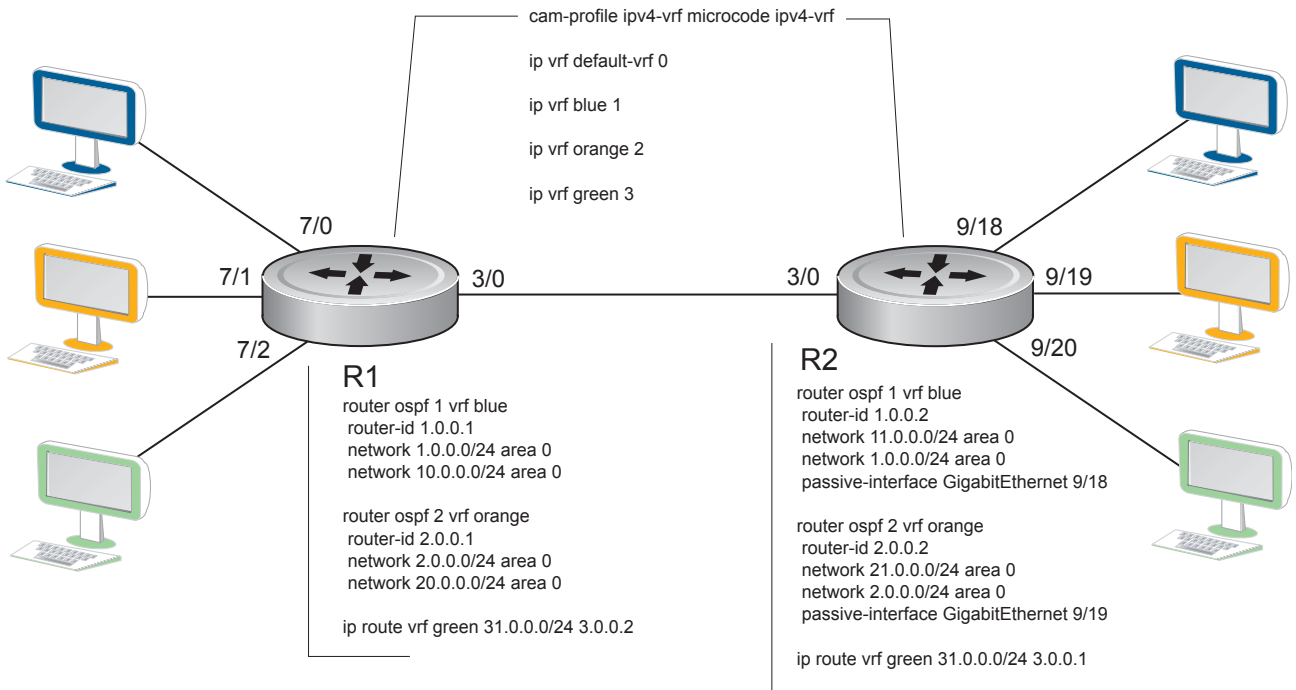 cam-profile ipv4-vrf microcode ipv4-vrf
ip vrf default-vrf 0
ip vrf blue 1
ip vrf orange 2
ip vrf green 3
7/0
7/1
7/2
3/0
3/0
9/18
9/19
9/20
R1
router ospf 1 vrf blue
router-id 1.0.0.1
network 1.0.0.0/24 area 0
network 10.0.0.0/24 area 0
router ospf 2 vrf orange
router-id 2.0.0.1
network 2.0.0.0/24 area 0
network 20.0.0.0/24 area 0
ip route vrf green 31.0.0.0/24 3.0.0.2
R2
router ospf 1 vrf blue
router-id 1.0.0.2
network 11.0.0.0/24 area 0
network 1.0.0.0/24 area 0
passive-interface GigabitEthernet 9/18
router ospf 2 vrf orange
router-id 2.0.0.2
network 21.0.0.0/24 area 0
network 2.0.0.0/24 area 0
passive-interface GigabitEthernet 9/19
ip route vrf green 31.0.0.0/24 3.0.0.1